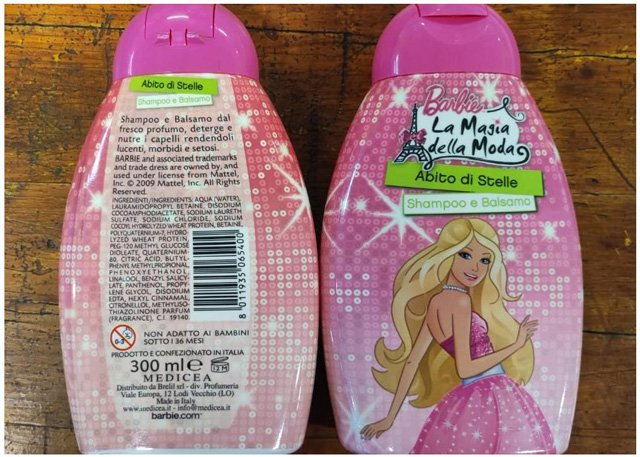 Abito di Stelle
Shampoo e Balsamo
Shampoo e Balsamo dal
fresco profumo, deterge e
nutre i capelli rendendoli
lucenti, morbidi e setosi.
BARBIE and associated trademarks
and trade dress are owned by, and
used under license from Mattel,
Inc. © 2009 Mattel, Inc. All Rights
Reserved.
INGREDIENTI/INGREDIENTS: AQUA (WATER),
LAURAMIDOPROPYL BETAINE, DISODIUM
COCOAMPHODIACETATE, SODIUM LAURETH
SULFATE, SODIUM CHLORIDE, SODIUM
COCOYL HYDROLYZED WHEAT PROTEIN, BETAINE,
POLYQUATERNIUM-7, HYDRO-
LYZED WHEAT PROTEIN,
PEG-120 METHYL GLUCOSE
DIOLEATE, QUATERNIUM-
80, CITRIC ACID, BUTYL-
PHENYL METHYLPROPIONAL,
PHENOXYETHANOL,
LINALOOL, BENZYL SALICY-
LATE, PANTHENOL, PROPY-
LENE GLYCOL, DISODIUM
EDTA, HEXYL CINNAMAL,
CITRONELLOL, METHYLISO-
THIAZOLINONE PARFUM
(FRAGRANCE), C.I. 19140.
8 011935 065400
0-3
NON ADATTO AI BAMBINI
SOTTO I 36 MESI
PRODOTTO E CONFEZIONATO IN ITALIA
300 ml e 12 M
MEDICEA
Distribuito da Brelil srl - div. Profumeria
Viale Europa, 12 Lodi Vecchio (LO)
Made in Italy
www.medicea.it - info@medicea.it
barbie.com
Barbie
La Magia
della Moda
Abito di Stelle
Shampoo e Balsamo